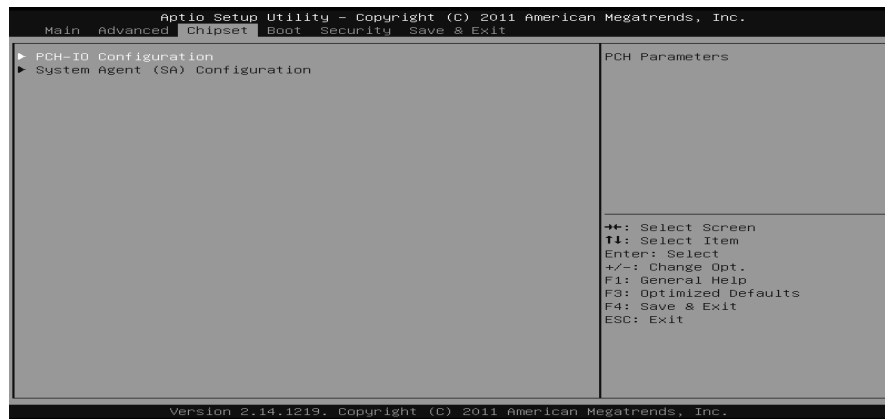 Aptio Setup Utility – Copyright (C) 2011 American Megatrends, Inc.
Main Advanced Chipset Boot Security Save & Exit
► PCH-IO Configuration
► System Agent (SA) Configuration
PCH Parameters
→←: Select Screen
↑↓: Select Item
Enter: Select
+/-: Change Opt.
F1: General Help
F3: Optimized Defaults
F4: Save & Exit
ESC: Exit
Version 2.14.1219. Copyright (C) 2011 American Megatrends, Inc.